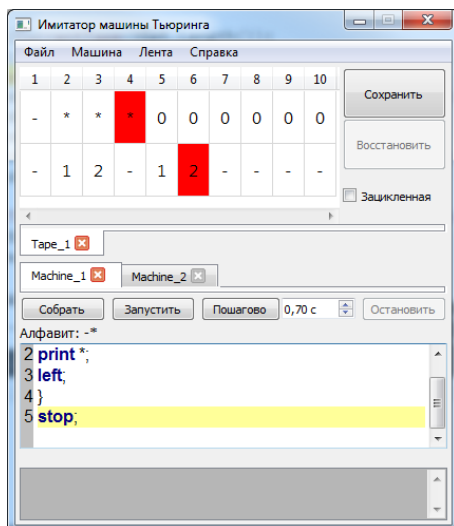 Имитатор машины Тьюринга
Файл Машина Лента Справка
1 2 3 4 5 6 7 8 9 10
- * * * 0 0 0 0 0 0
- 1 2 - 1 2 - - - -
Сохранить
Восстановить
Зацикленная
Tape_1
Machine_1 Machine_2
Собрать Запустить Пошагово 0,70 с Остановить
Алфавит: -*
2 print *;
3 left;
4 }
5 stop;